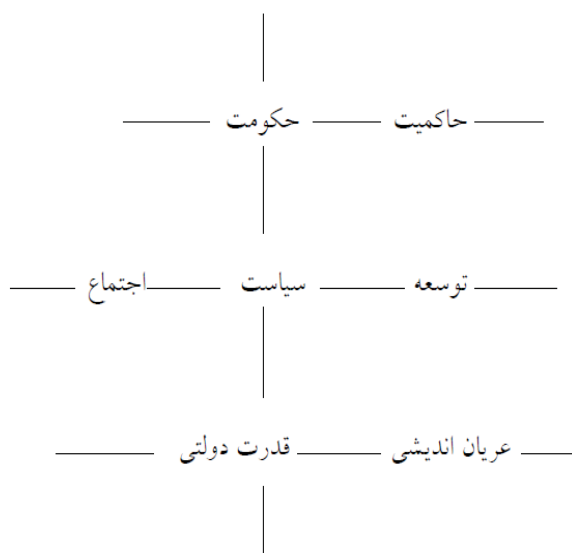 حاکمیت حکومت
توسعه سیاست اجتماع
عریان اندیشی قدرت دولتی